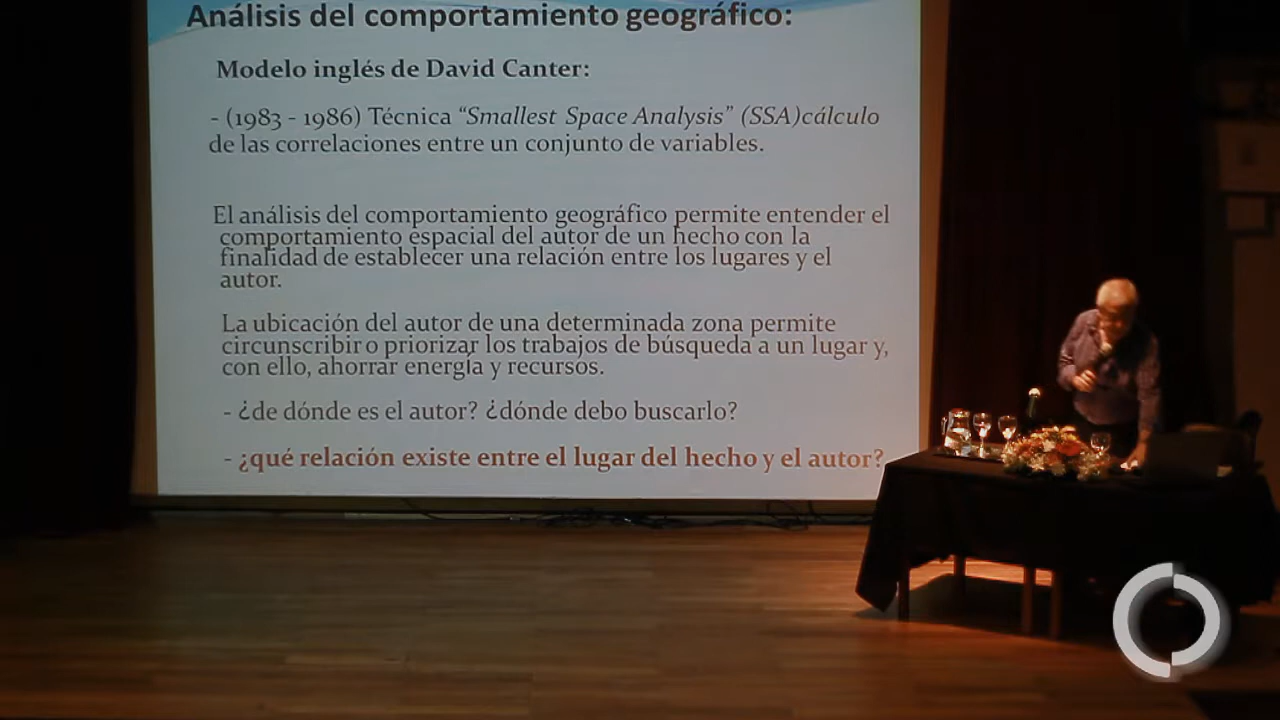 Análisis del comportamiento geográfico:
Modelo inglés de David Canter:
- (1983 - 1986) Técnica “Smallest Space Analysis” (SSA)cálculo
de las correlaciones entre un conjunto de variables.
El análisis del comportamiento geográfico permite entender el
comportamiento espacial del autor de un hecho con la
finalidad de establecer una relación entre los lugares y el
autor.
La ubicación del autor de una determinada zona permite
circunscribir o priorizar los trabajos de búsqueda a un lugar y,
con ello, ahorrar energía y recursos.
- ¿de dónde es el autor? ¿dónde debo buscarlo?
- ¿qué relación existe entre el lugar del hecho y el autor?